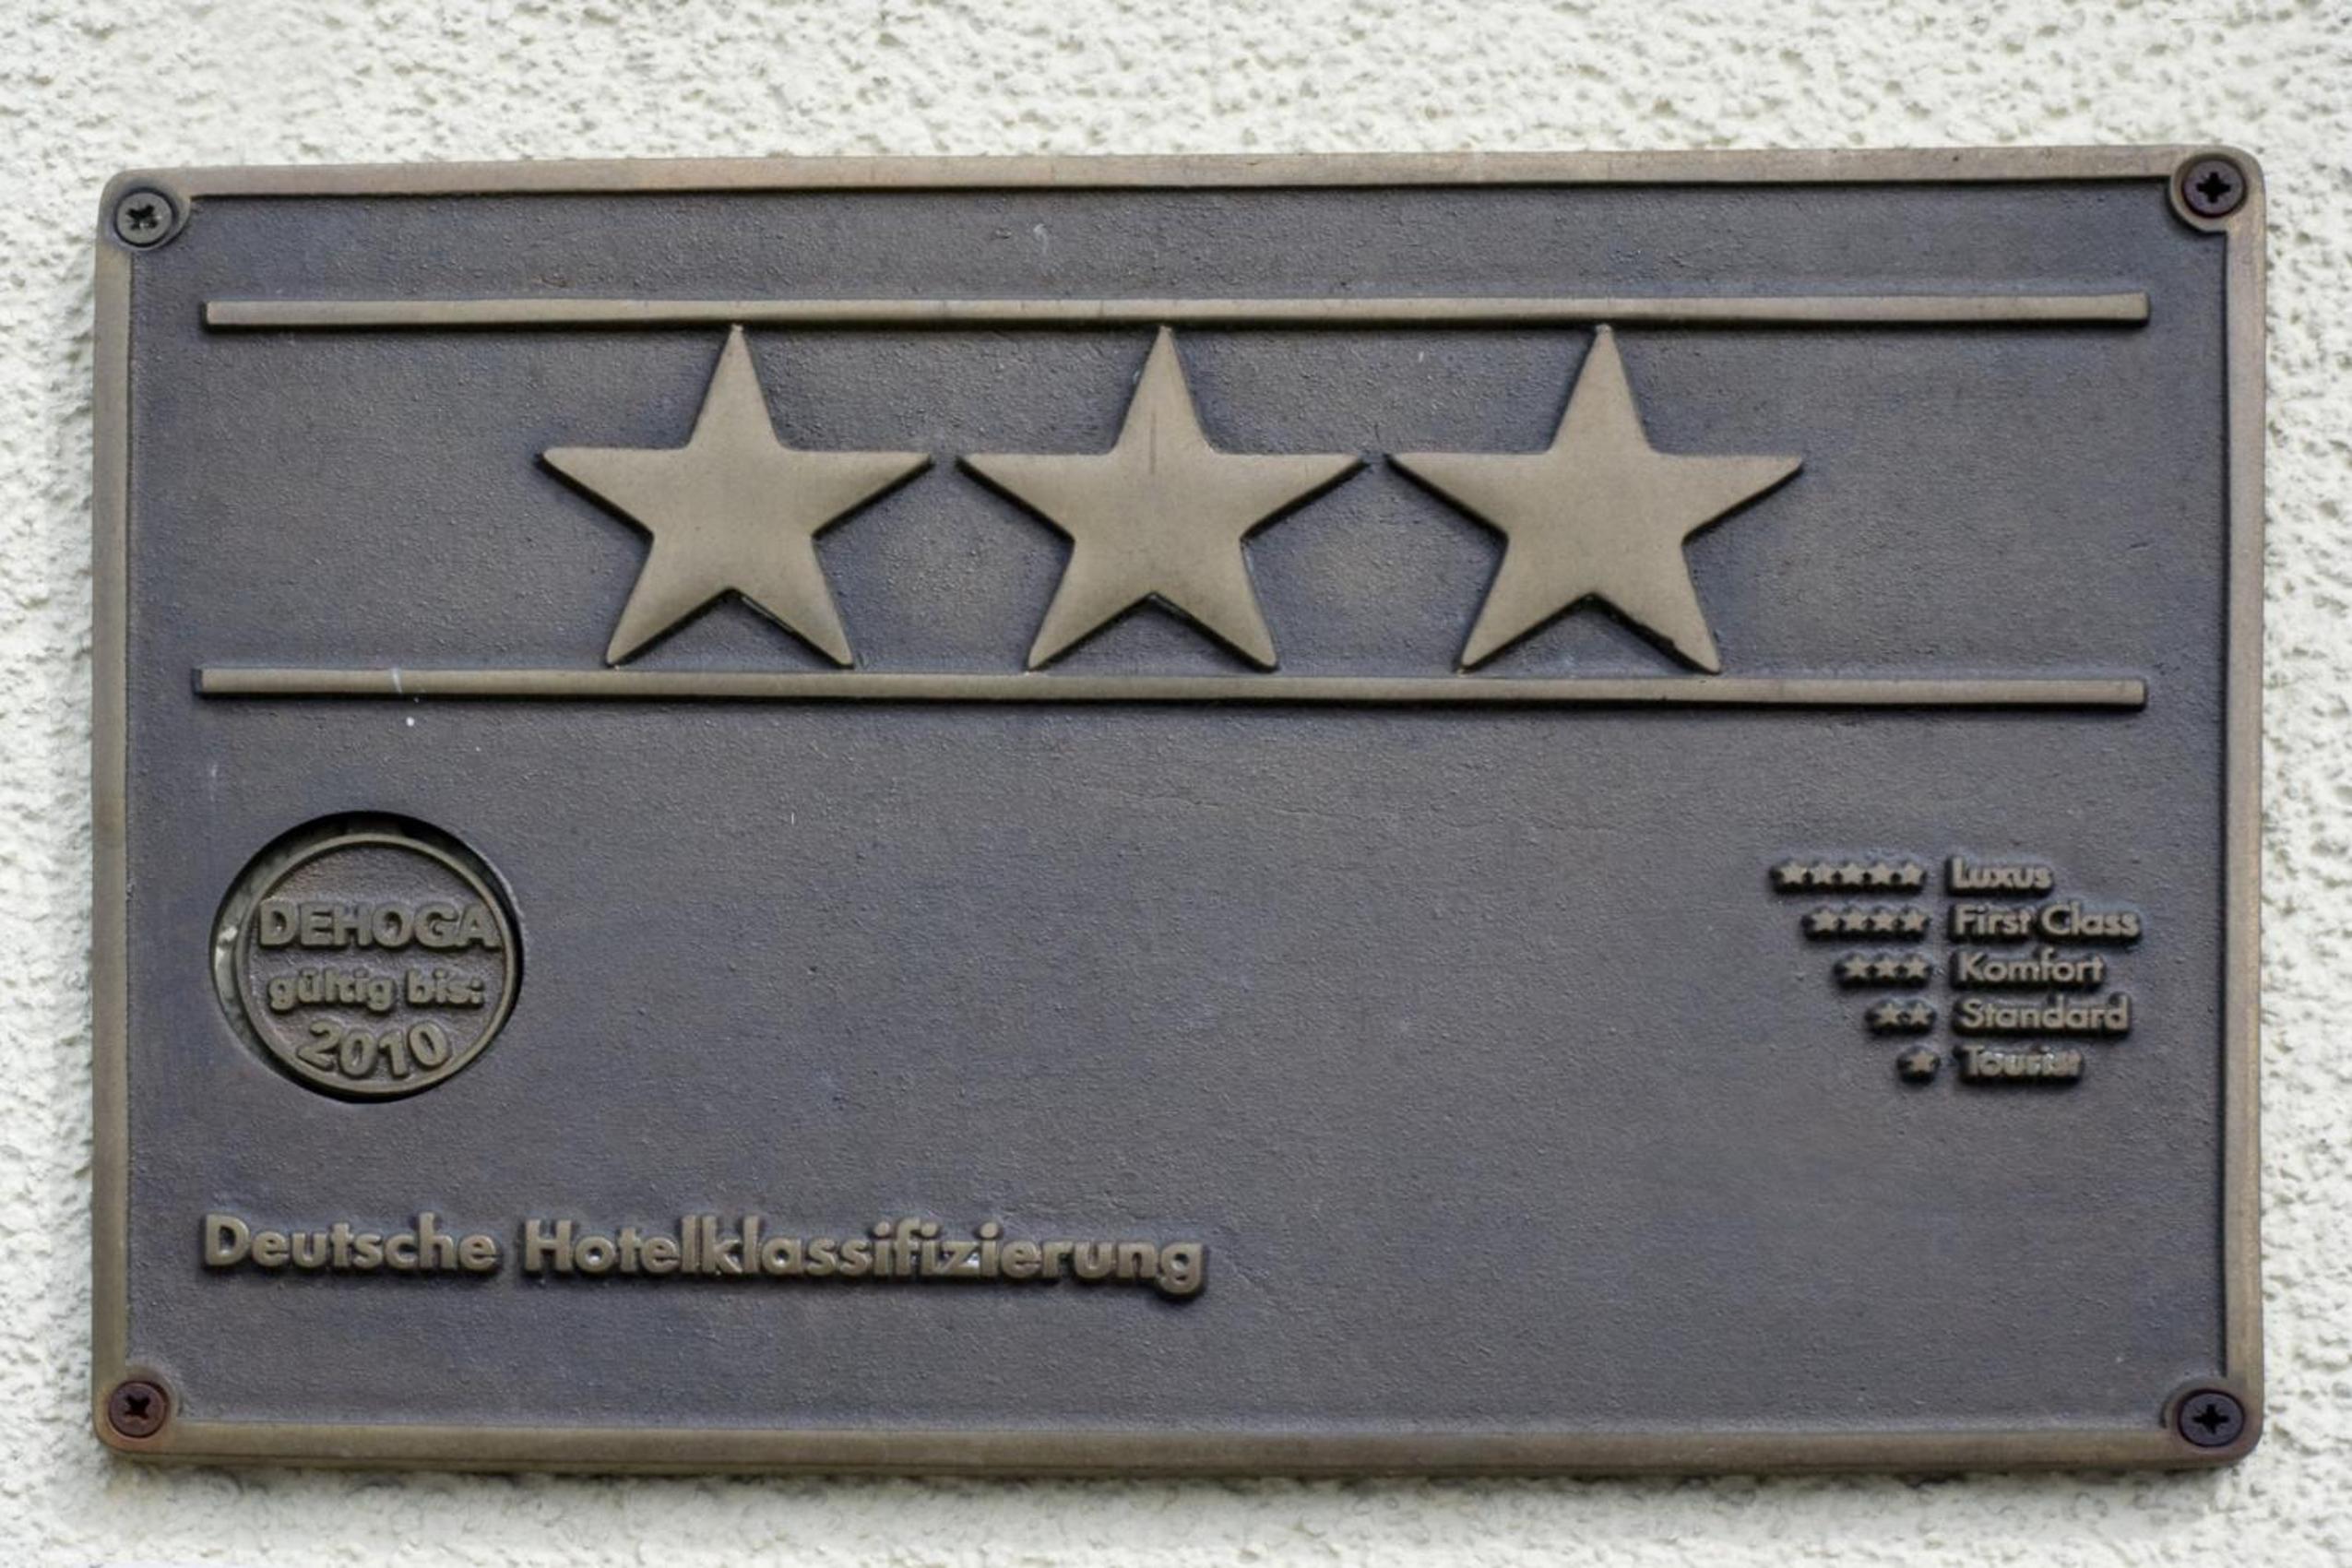 DEHOGA
gültig bis:
2010
Luxus
First Class
Komfort
Standard
Tourist
Deutsche Hotelklassifizierung